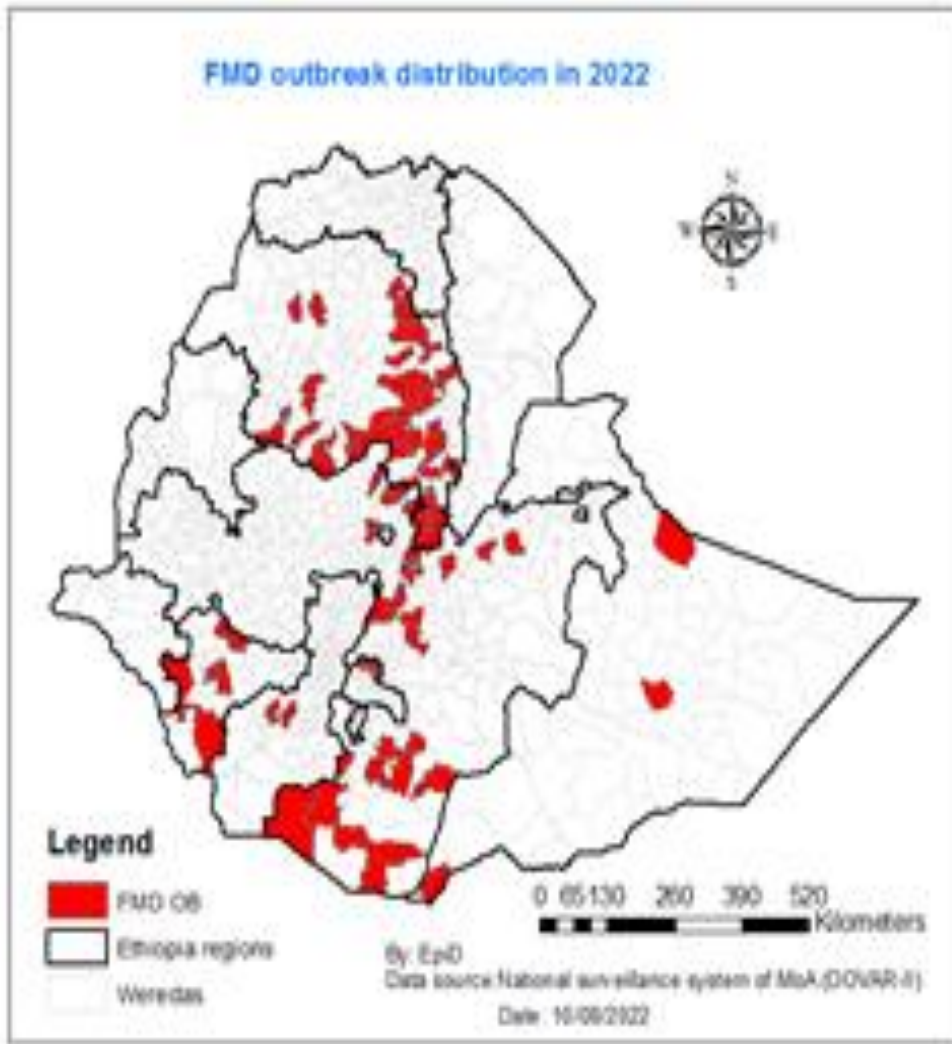 FMD outbreak distribution in 2022
N
W
E
S
Legend
FMD OB
Ethiopia regions
Weredas
0 65 130 260 390 520
Kilometers
By: EpiD
Data source:National surveillance system of MoA (DOVAR-II)
Date: 10/08/2022